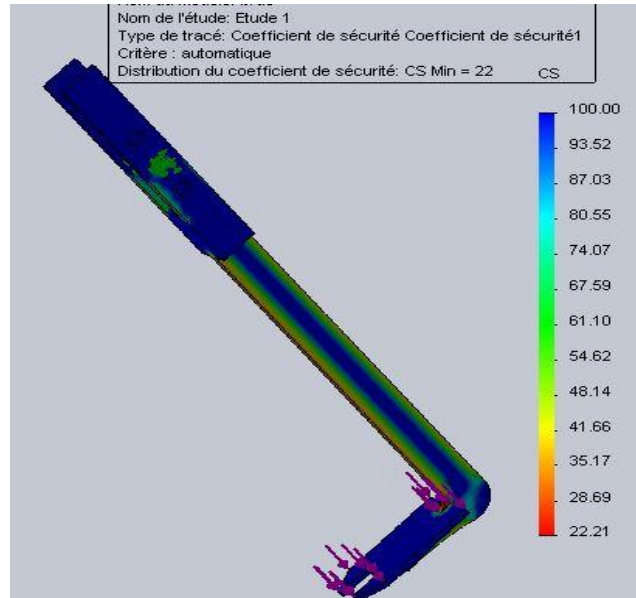 Nom de l'étude: Etude 1
Type de tracé: Coefficient de sécurité Coefficient de sécurité1
Critère : automatique
Distribution du coefficient de sécurité: CS Min = 22
CS
100.00
93.52
87.03
80.55
74.07
67.59
61.10
54.62
48.14
41.66
35.17
28.69
22.21